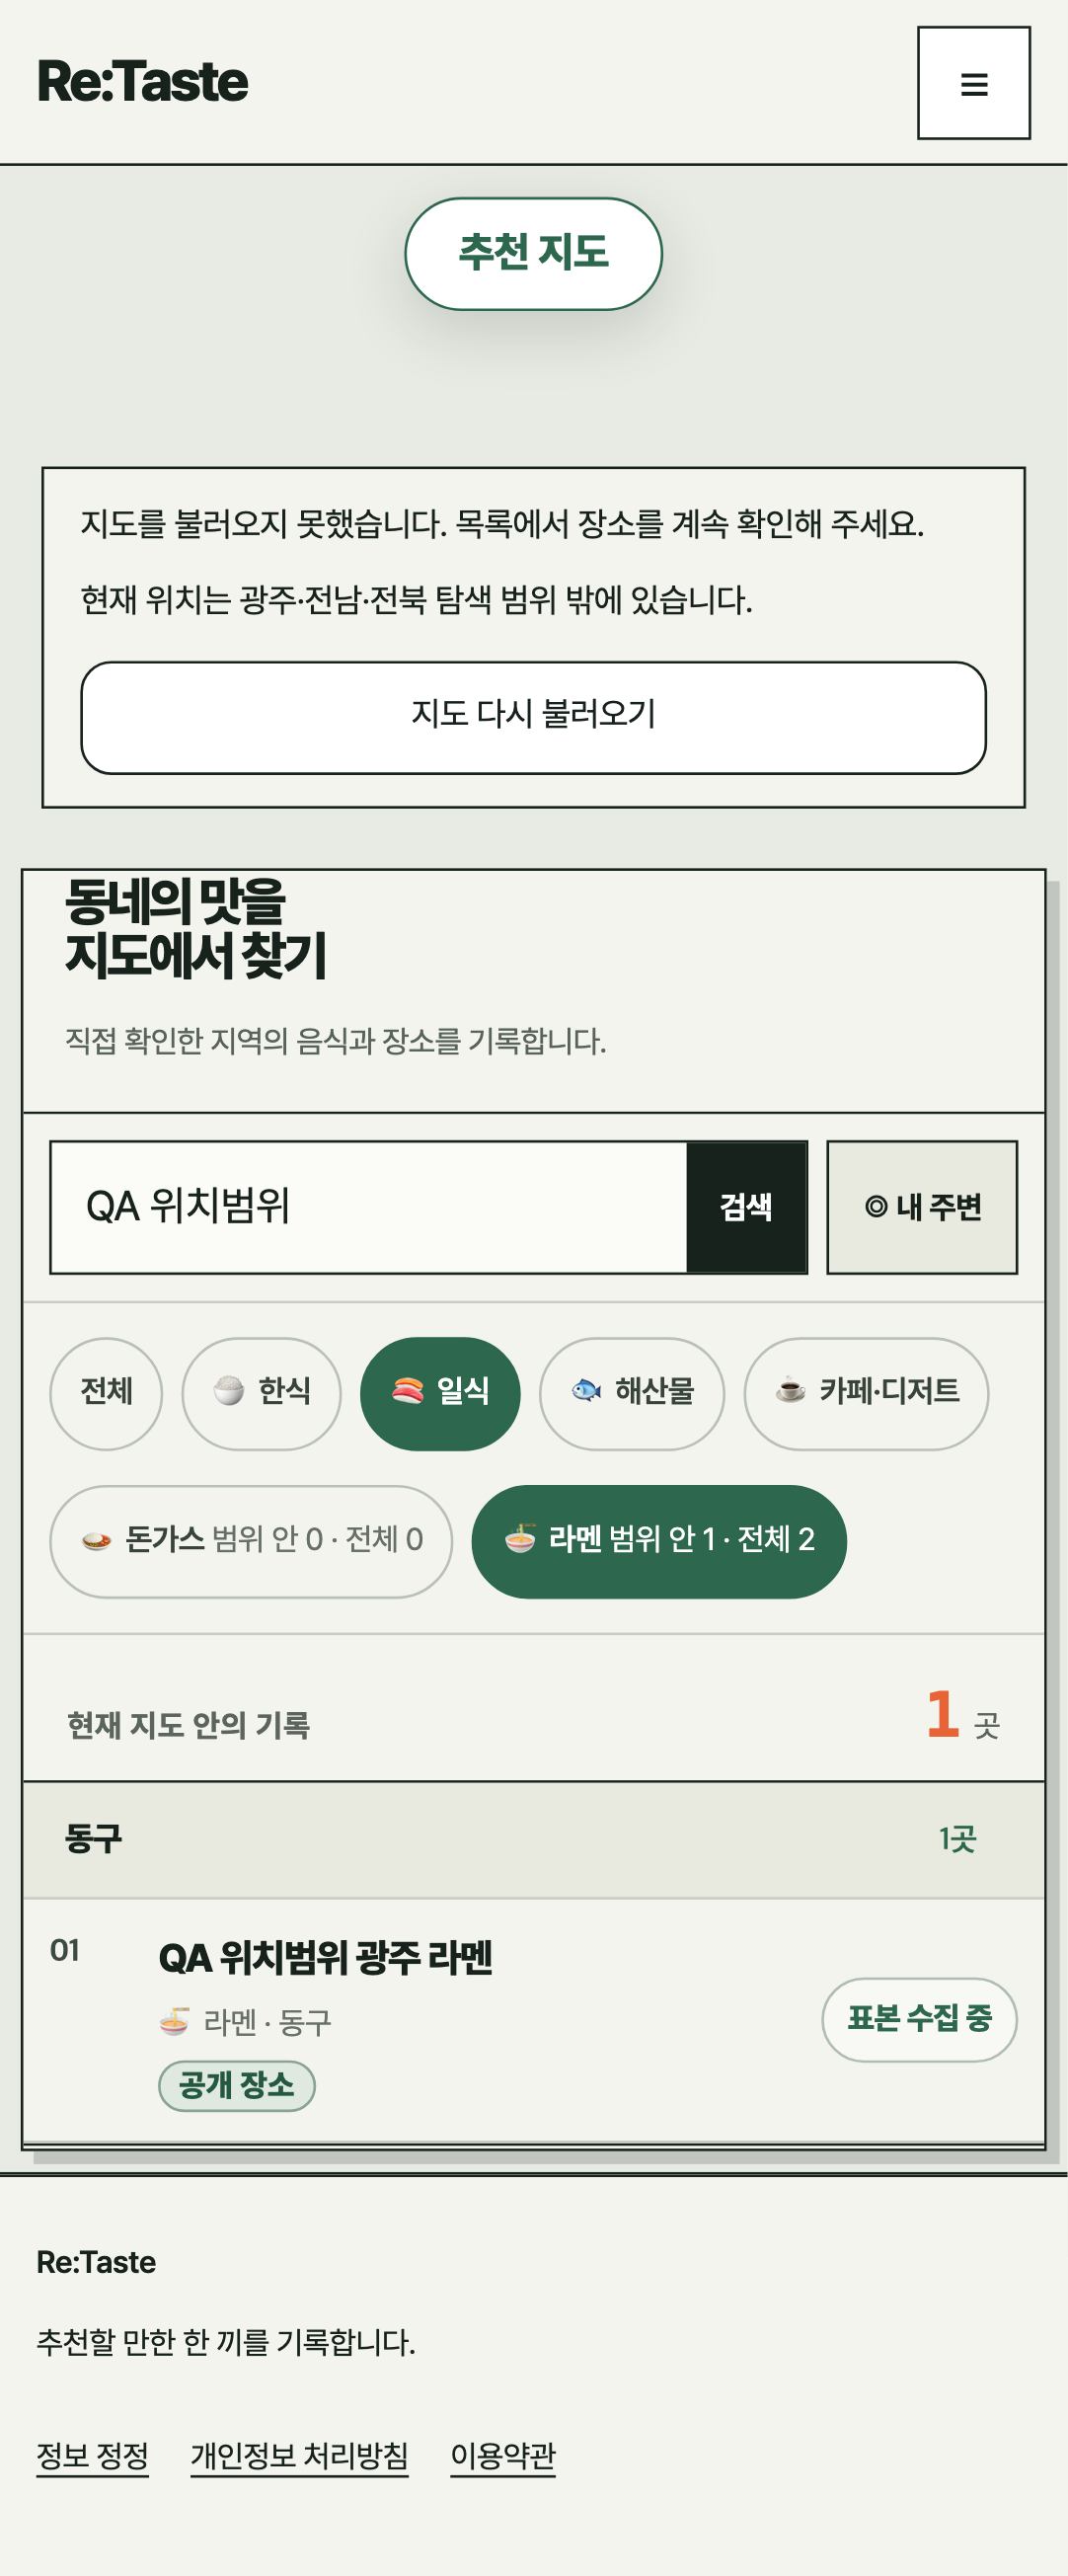 Re:Taste
추천 지도
지도를 불러오지 못했습니다. 목록에서 장소를 계속 확인해 주세요.
현재 위치는 광주·전남·전북 탐색 범위 밖에 있습니다.
지도 다시 불러오기
동네의 맛을
지도에서 찾기
직접 확인한 지역의 음식과 장소를 기록합니다.
QA 위치범위 검색 ◎ 내 주변
전체 한식 일식 해산물 카페·디저트
돈가스 범위 안 0 · 전체 0 라멘 범위 안 1 · 전체 2
현재 지도 안의 기록 1 곳
동구 1곳
01 QA 위치범위 광주 라멘
라멘 · 동구
표본 수집 중
공개 장소
Re:Taste
추천할 만한 한 끼를 기록합니다.
정보 정정 개인정보 처리방침 이용약관